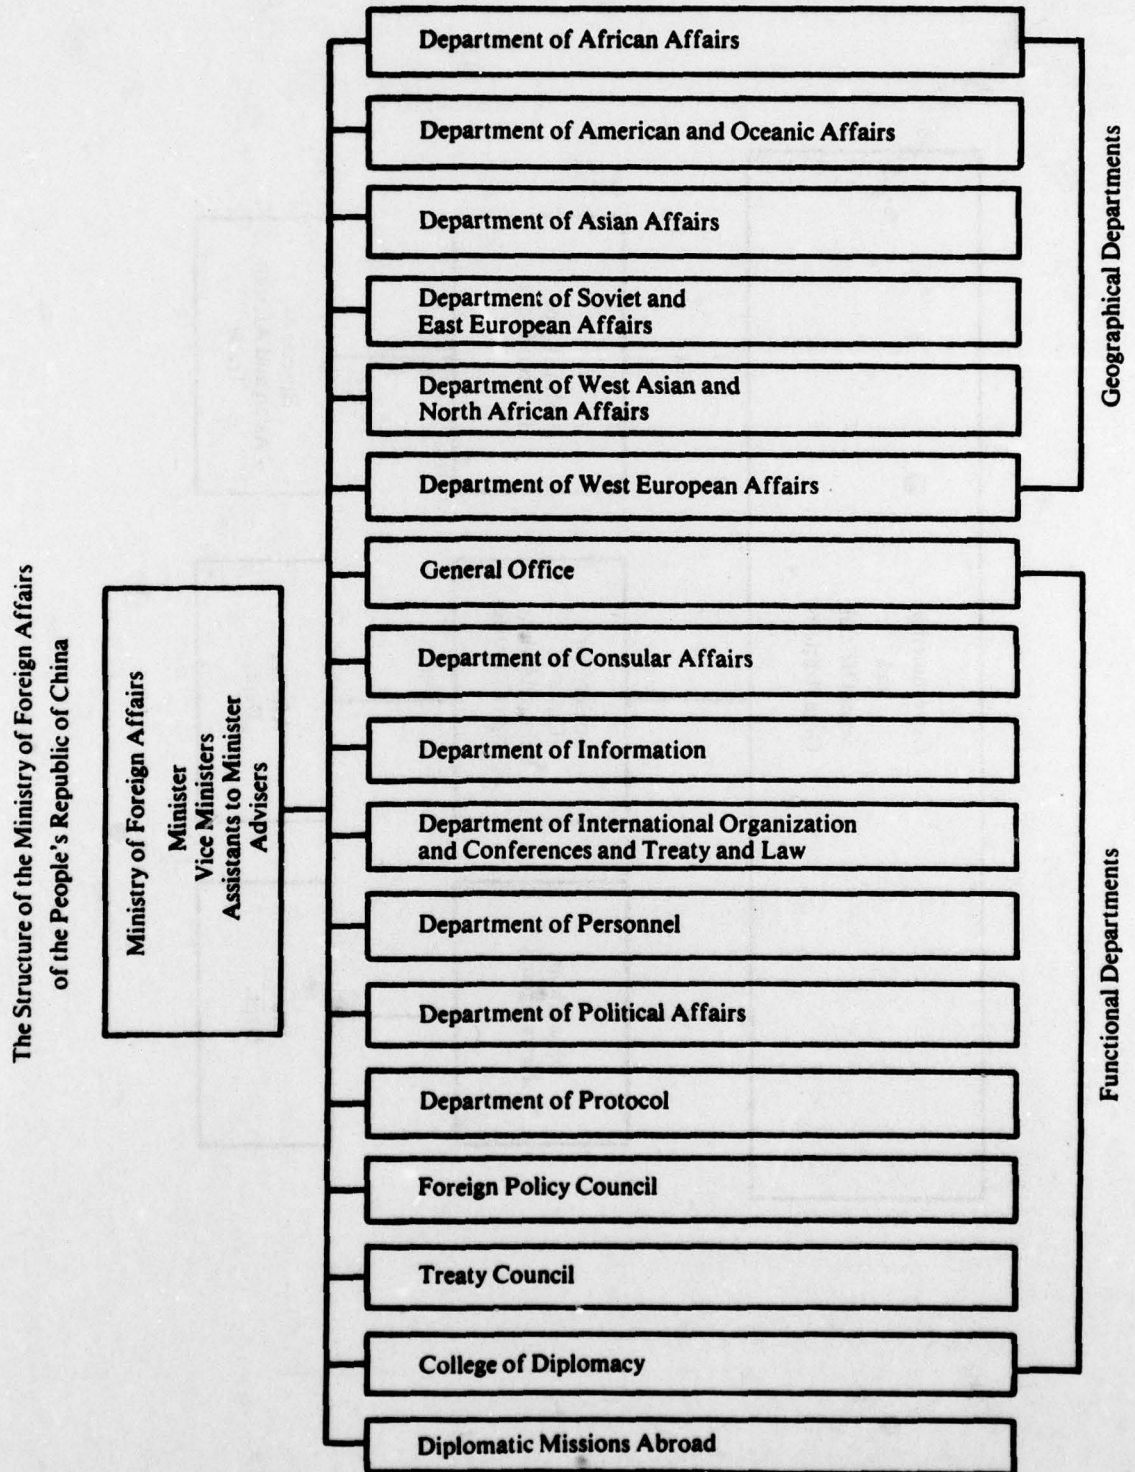 The Structure of the Ministry of Foreign Affairs
of the People's Republic of China
Ministry of Foreign Affairs
Minister
Vice Ministers
Assistants to Minister
Advisers
Department of African Affairs
Department of American and Oceanic Affairs
Department of Asian Affairs
Department of Soviet and
East European Affairs
Department of West Asian and
North African Affairs
Department of West European Affairs
Geographical Departments
General Office
Department of Consular Affairs
Department of Information
Department of International Organization
and Conferences and Treaty and Law
Department of Personnel
Department of Political Affairs
Department of Protocol
Foreign Policy Council
Treaty Council
College of Diplomacy
Functional Departments
Diplomatic Missions Abroad